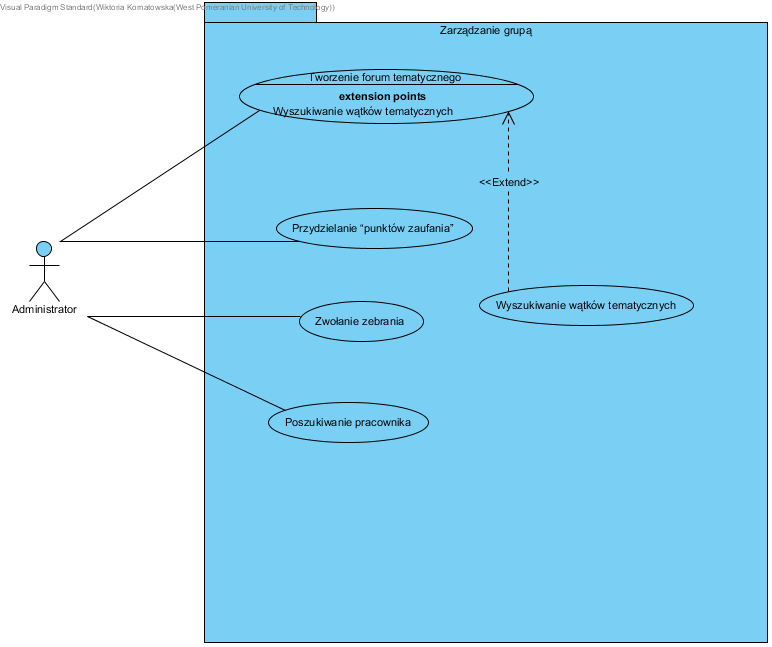 Visual Paradigm Standard(Wiktoria Kornatowska(West Pomeranian University of Technology))
Zarządzanie grupą
Tworzenie forum tematycznego
extension points
Wyszukiwanie wątków tematycznych
<<Extend>>
Przydzielanie “punktów zaufania”
Administrator
Wyszukiwanie wątków tematycznych
Zwołanie zebrania
Poszukiwanie pracownika